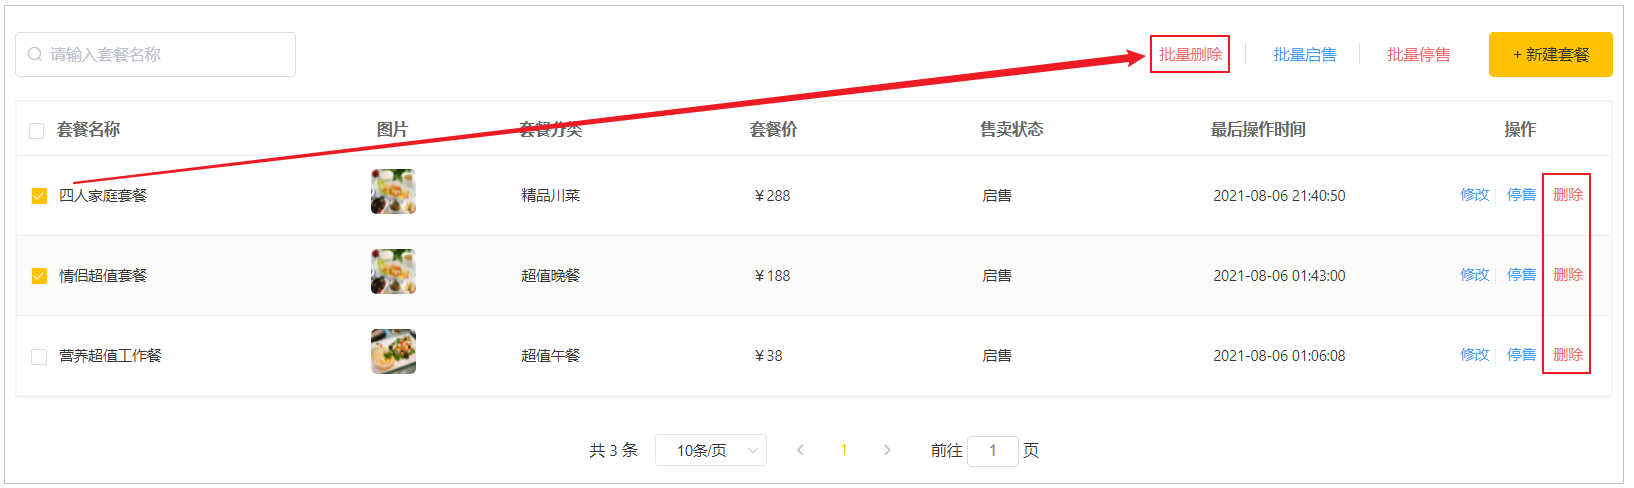 请输入套餐名称 批量删除 批量启售 批量停售 + 新建套餐
套餐名称 图片 套餐分类 套餐价 售卖状态 最后操作时间 操作
四人家庭套餐 精品川菜 ￥288 启售 2021-08-06 21:40:50 修改 停售 删除
情侣超值套餐 超值晚餐 ￥188 启售 2021-08-06 01:43:00 修改 停售 删除
营养超值工作餐 超值午餐 ￥38 启售 2021-08-06 01:06:08 修改 停售 删除
共 3 条 10条/页 1 前往 1 页